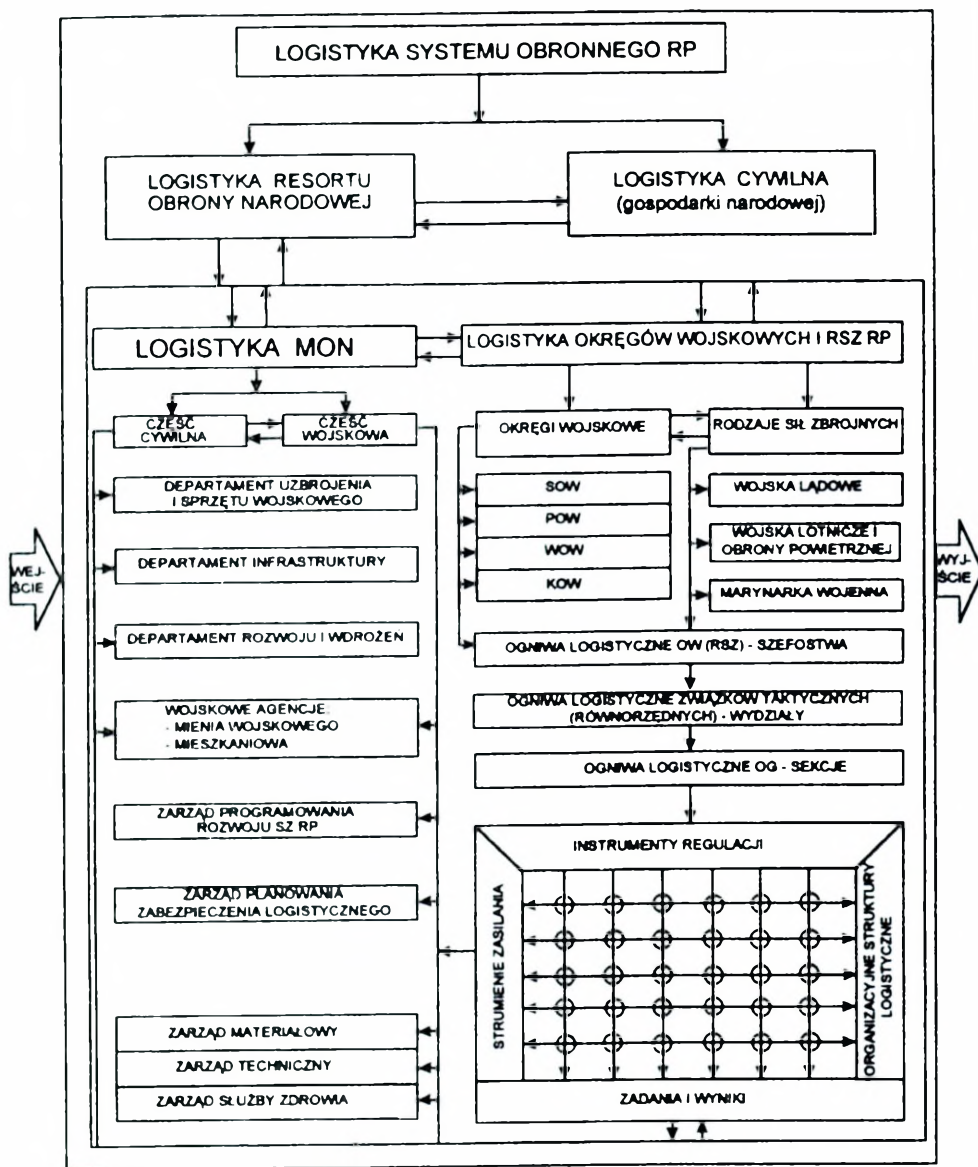 LOGISTYKA SYSTEMU OBRONNEGO RP
LOGISTYKA RESORTU
OBRONY NARODOWEJ
LOGISTYKA CYWILNA
(gospodarki narodowej)
LOGISTYKA MON
LOGISTYKA OKRĘGÓW WOJSKOWYCH I RSZ RP
CZEŚĆ
CYWILNA
CZEŚĆ
WOJSKOWA
OKRĘGI WOJSKOWE
RODZAJE SIŁ ZBROJNYCH
DEPARTAMENT UZBROJENIA
I SPRZĘTU WOJSKOWEGO
DEPARTAMENT INFRASTRUKTURY
DEPARTAMENT ROZWOJU I WDROŻEŃ
WOJSKOWE AGENCJE:
- MIENIA WOJSKOWEGO
- MIESZKANIOWA
ZARZĄD PROGRAMOWANIA
ROZWOJU SZ RP
ZARZĄD PLANOWANIA
ZABEZPIECZENIA LOGISTYCZNEGO
ZARZĄD MATERIAŁOWY
ZARZĄD TECHNICZNY
ZARZĄD SŁUŻBY ZDROWIA
SOW
POW
WOW
KOW
WOJSKA LĄDOWE
WOJSKA LOTNICZE I
OBRONY POWIETRZNEJ
MARYNARKA WOJENNA
OGNIWA LOGISTYCZNE OW (RSZ) - SZEFOSTWA
OGNIWA LOGISTYCZNE ZWIĄZKÓW TAKTYCZNYCH
(RÓWNORZĘDNYCH) - WYDZIAŁY
OGNIWA LOGISTYCZNE OG - SEKCJE
INSTRUMENTY REGULACJI
STRUMIENIE ZASILANIA
ORGANIZACYJNE STRUKTURY
LOGISTYCZNE
ZADANIA I WYNIKI
WEJ-
ŚCIE
WYJ-
ŚCIE